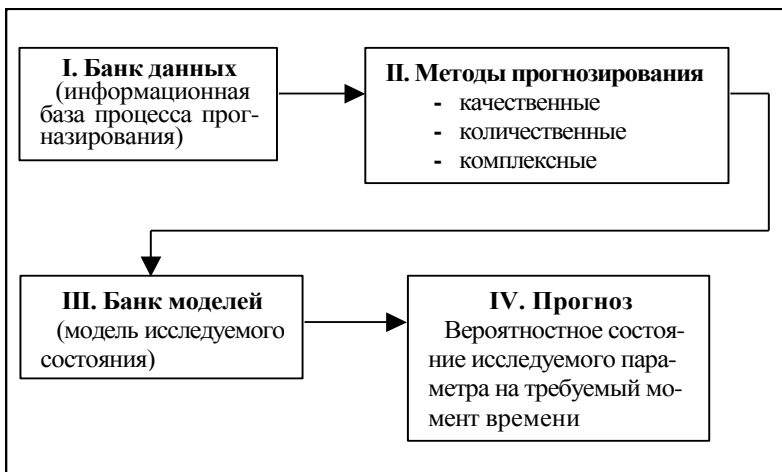 I. Банк данных
(информационная
база процесса прог-
назирования)
II. Методы прогнозирования
- качественные
- количественные
- комплексные
III. Банк моделей
(модель исследуемого
состояния)
IV. Прогноз
Вероятностное состоя-
ние исследуемого пара-
метра на требуемый мо-
мент времени